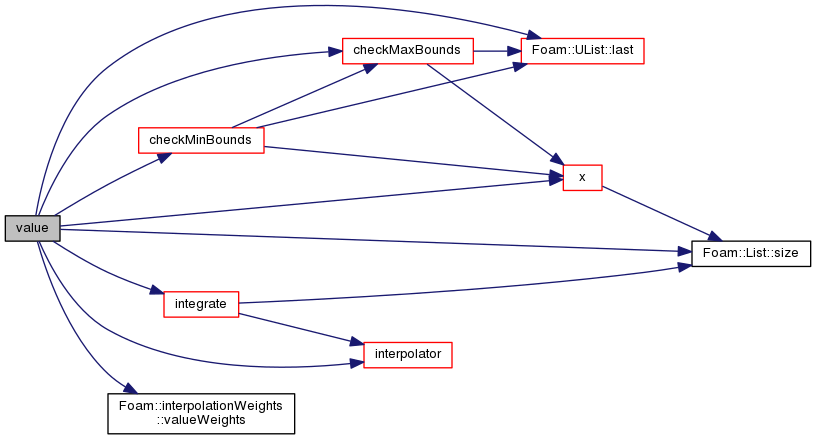 checkMaxBounds
Foam::UList::last
checkMinBounds
x
value
Foam::List::size
integrate
interpolator
Foam::interpolationWeights
::valueWeights